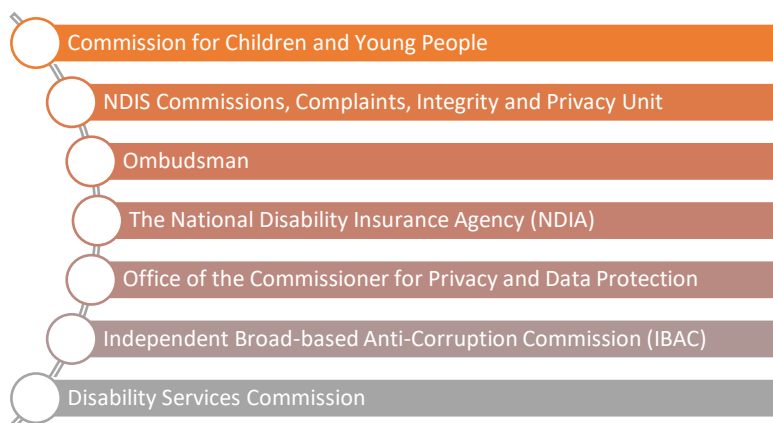 Commission for Children and Young People
NDIS Commissions, Complaints, Integrity and Privacy Unit
Ombudsman
The National Disability Insurance Agency (NDIA)
Office of the Commissioner for Privacy and Data Protection
Independent Broad-based Anti-Corruption Commission (IBAC)
Disability Services Commission